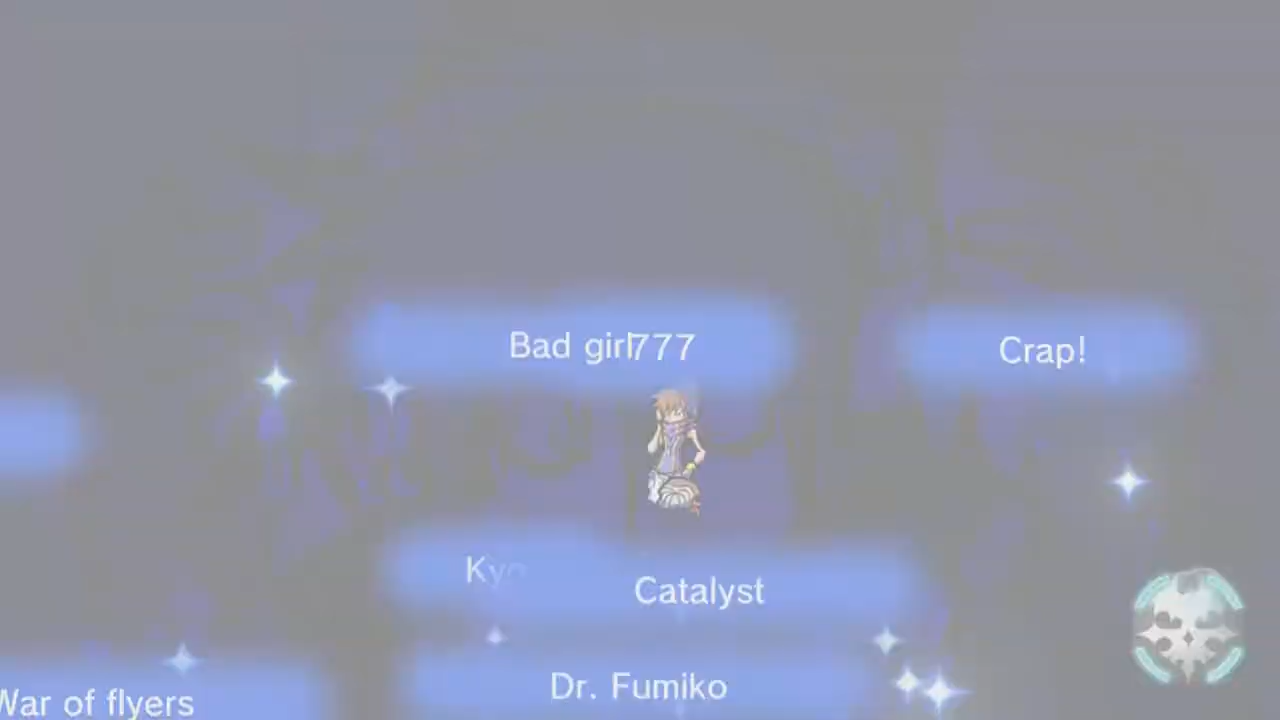 Bad girl777
Crap!
Catalyst
Dr. Fumiko
War of flyers